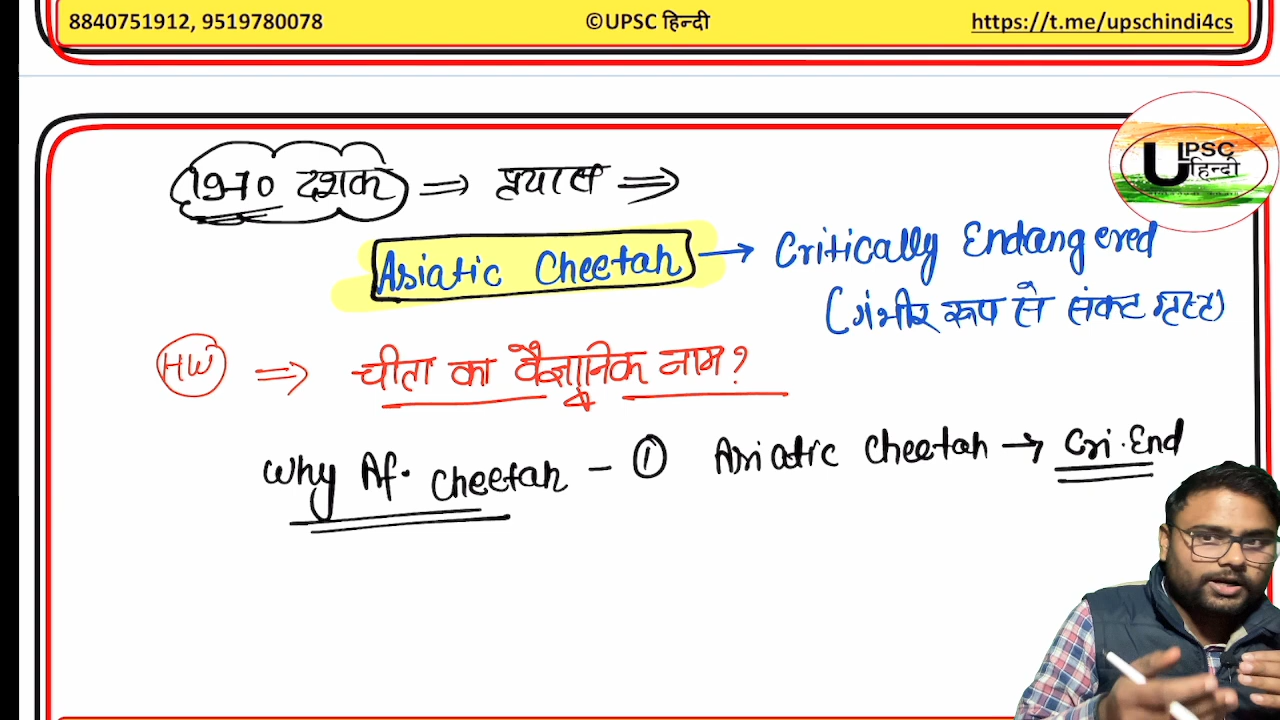 8840751912, 9519780078 ©UPSC हिन्दी https://t.me/upschindi4cs
UPSC
हिन्दी
1970 दशक ⇒ प्रयास ⇒
Asiatic Cheetah → Critically Endangered
(गंभीर रूप से संकट ग्रस्त)
HW ⇒ चीता का वैज्ञानिक नाम?
Why Af. Cheetah - ① Asiatic Cheetah → Cri. End